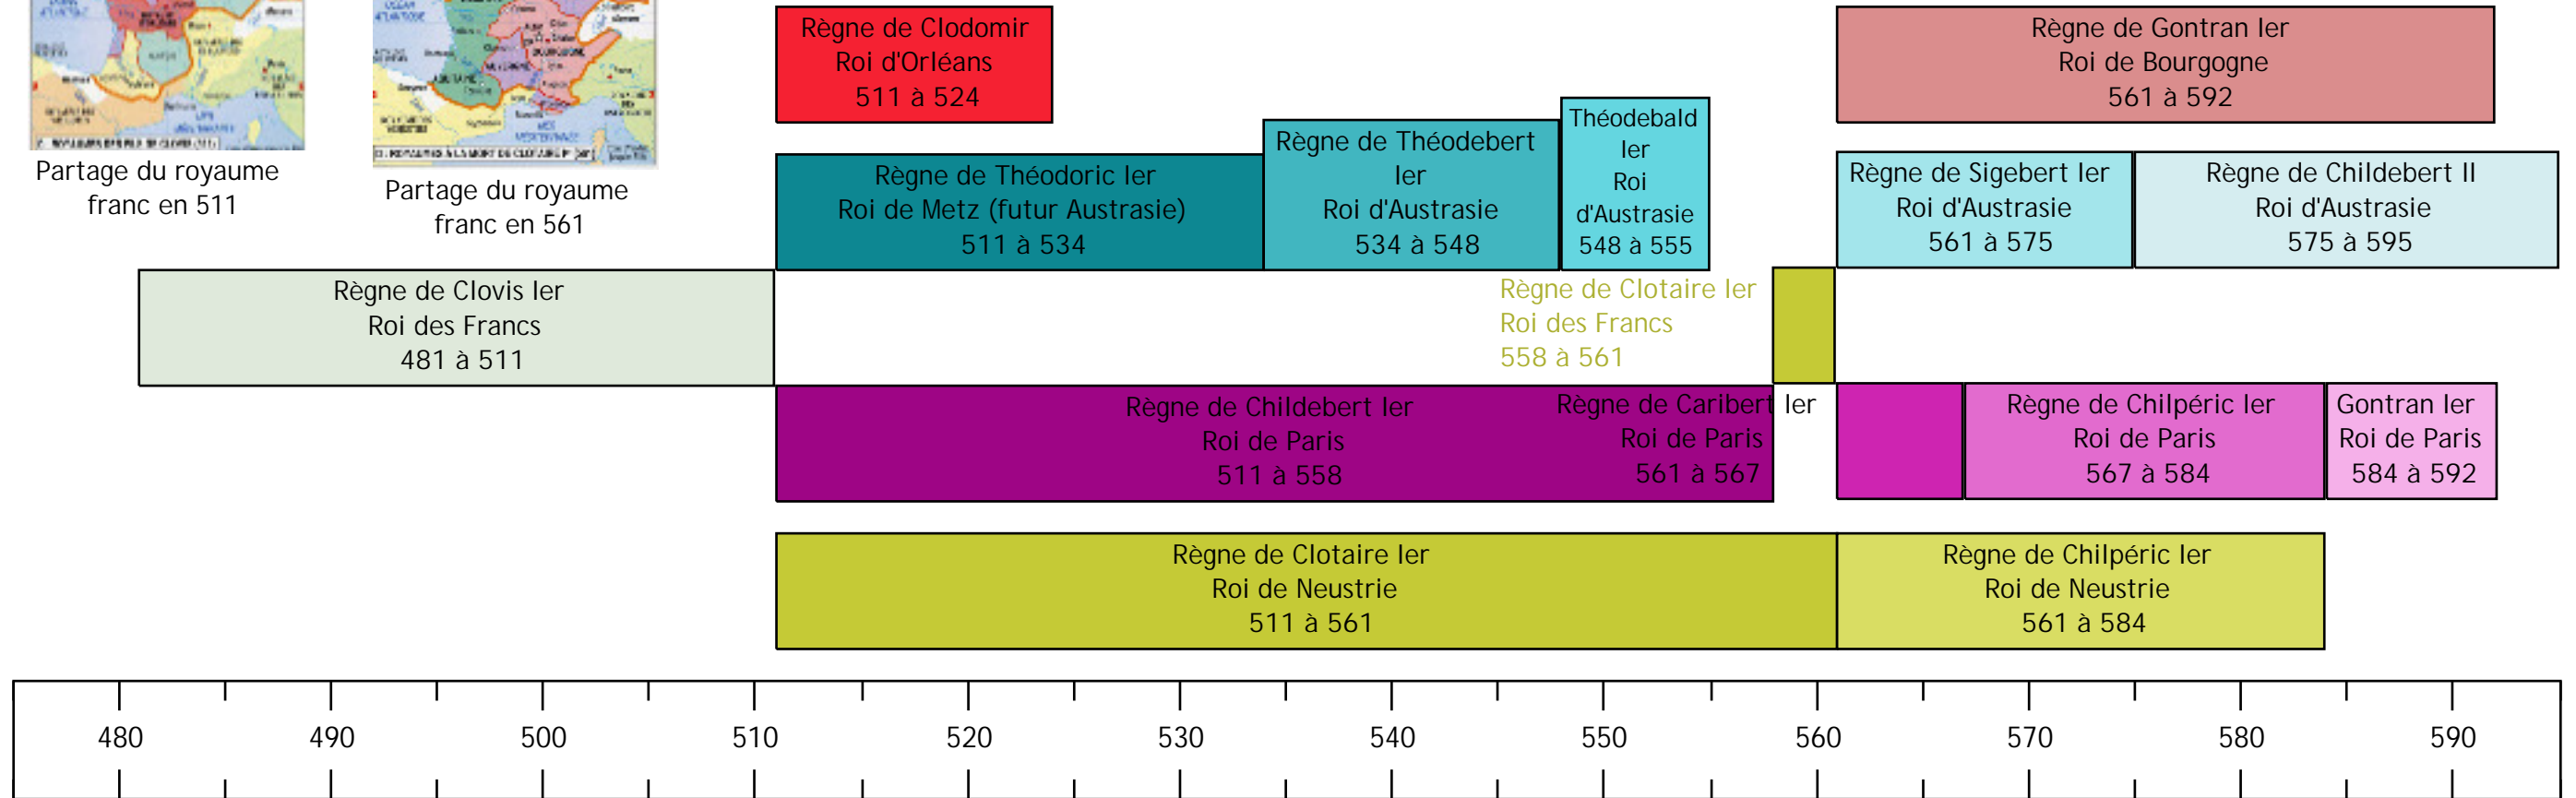 Partage du royaume
franc en 511
Partage du royaume
franc en 561
Règne de Clodomir
Roi d'Orléans
511 à 524
Règne de Gontran Ier
Roi de Bourgogne
561 à 592
Règne de Théodoric Ier
Roi de Metz (futur Austrasie)
511 à 534
Règne de Théodebert
Ier
Roi d'Austrasie
534 à 548
Théodebald
Ier
Roi
d'Austrasie
548 à 555
Règne de Sigebert Ier
Roi d'Austrasie
561 à 575
Règne de Childebert II
Roi d'Austrasie
575 à 595
Règne de Clovis Ier
Roi des Francs
481 à 511
Règne de Clotaire Ier
Roi des Francs
558 à 561
Règne de Childebert Ier
Roi de Paris
511 à 558
Règne de Caribert Ier
Roi de Paris
561 à 567
Règne de Chilpéric Ier
Roi de Paris
567 à 584
Gontran Ier
Roi de Paris
584 à 592
Règne de Clotaire Ier
Roi de Neustrie
511 à 561
Règne de Chilpéric Ier
Roi de Neustrie
561 à 584
480 490 500 510 520 530 540 550 560 570 580 590